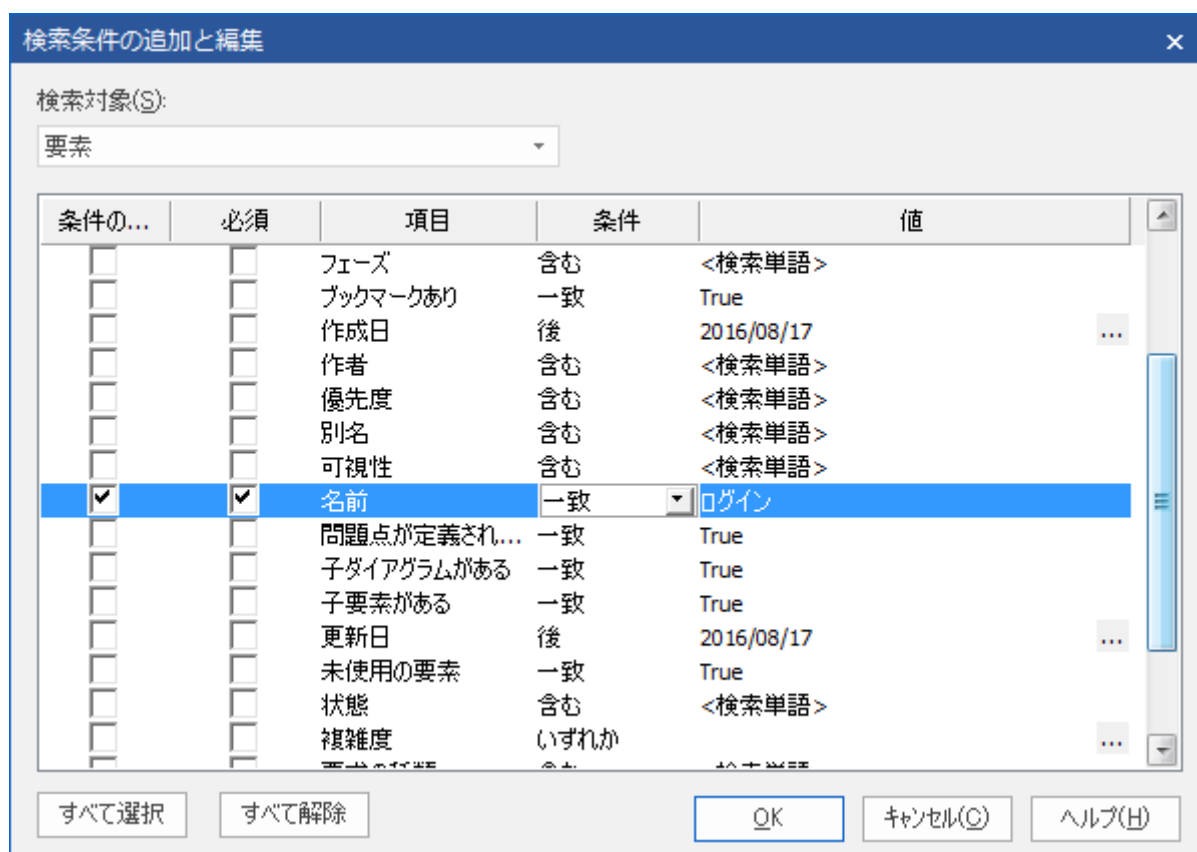 検索条件の追加と編集
検索対象(S):
要素
条件の... 必須 項目 条件 値
フェーズ 含む <検索単語>
ブックマークあり 一致 True
作成日 後 2016/08/17 ...
作者 含む <検索単語>
優先度 含む <検索単語>
別名 含む <検索単語>
可視性 含む <検索単語>
名前 一致 ログイン
問題点が定義され... 一致 True
子ダイアグラムがある 一致 True
子要素がある 一致 True
更新日 後 2016/08/17 ...
未使用の要素 一致 True
状態 含む <検索単語>
複雑度 いずれか ...
すべて選択 すべて解除 OK キャンセル(C) ヘルプ(H)